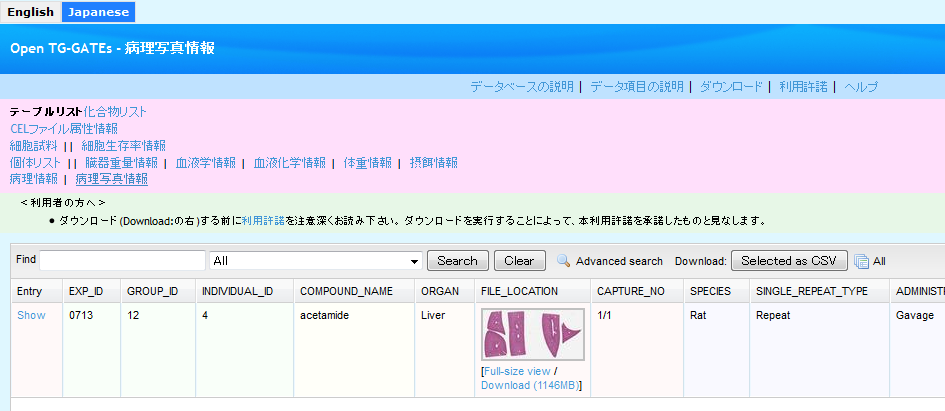 English Japanese
Open TG-GATEs - 病理写真情報
データベースの説明 | データ項目の説明 | ダウンロード | 利用許諾 | ヘルプ
テーブルリスト化合物リスト
CELファイル属性情報
細胞試料 || 細胞生存率情報
個体リスト || 臓器重量情報 | 血液学情報 | 血液化学情報 | 体重情報 | 摂餌情報
病理情報 | 病理写真情報
<利用者の方へ>
● ダウンロード(Download:の右)する前に利用許諾を注意深くお読み下さい。ダウンロードを実行することによって、本利用許諾を承諾したものと見なします。
Find All Search Clear Advanced search Download: Selected as CSV All
Entry EXP_ID GROUP_ID INDIVIDUAL_ID COMPOUND_NAME ORGAN FILE_LOCATION CAPTURE_NO SPECIES SINGLE_REPEAT_TYPE ADMINISTE
Show 0713 12 4 acetamide Liver 1/1 Rat Repeat Gavage
[Full-size view /
Download (1146MB)]